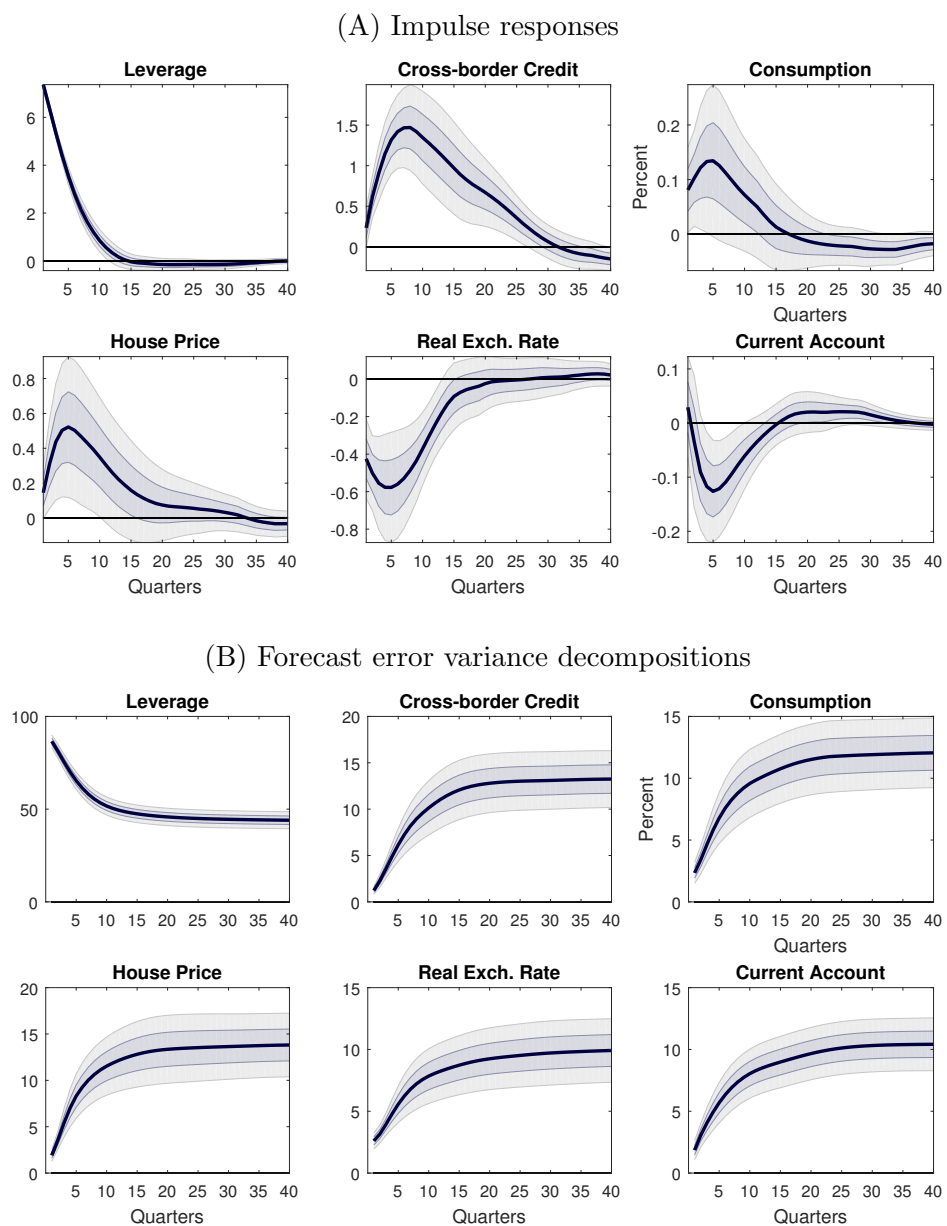 (A) Impulse responses
Leverage
Cross-border Credit
Consumption
6
4
2
0
5 10 15 20 25 30 35 40
1.5
1
0.5
0
5 10 15 20 25 30 35 40
Percent
0.2
0.1
0
5 10 15 20 25 30 35 40
Quarters
House Price
Real Exch. Rate
Current Account
0.8
0.6
0.4
0.2
0
5 10 15 20 25 30 35 40
Quarters
0
-0.2
-0.4
-0.6
-0.8
5 10 15 20 25 30 35 40
Quarters
0.1
0
-0.1
-0.2
5 10 15 20 25 30 35 40
Quarters
(B) Forecast error variance decompositions
Leverage
Cross-border Credit
Consumption
100
50
0
5 10 15 20 25 30 35 40
20
15
10
5
0
5 10 15 20 25 30 35 40
Percent
15
10
5
0
5 10 15 20 25 30 35 40
Quarters
House Price
Real Exch. Rate
Current Account
20
15
10
5
0
5 10 15 20 25 30 35 40
Quarters
15
10
5
0
5 10 15 20 25 30 35 40
Quarters
15
10
5
0
5 10 15 20 25 30 35 40
Quarters